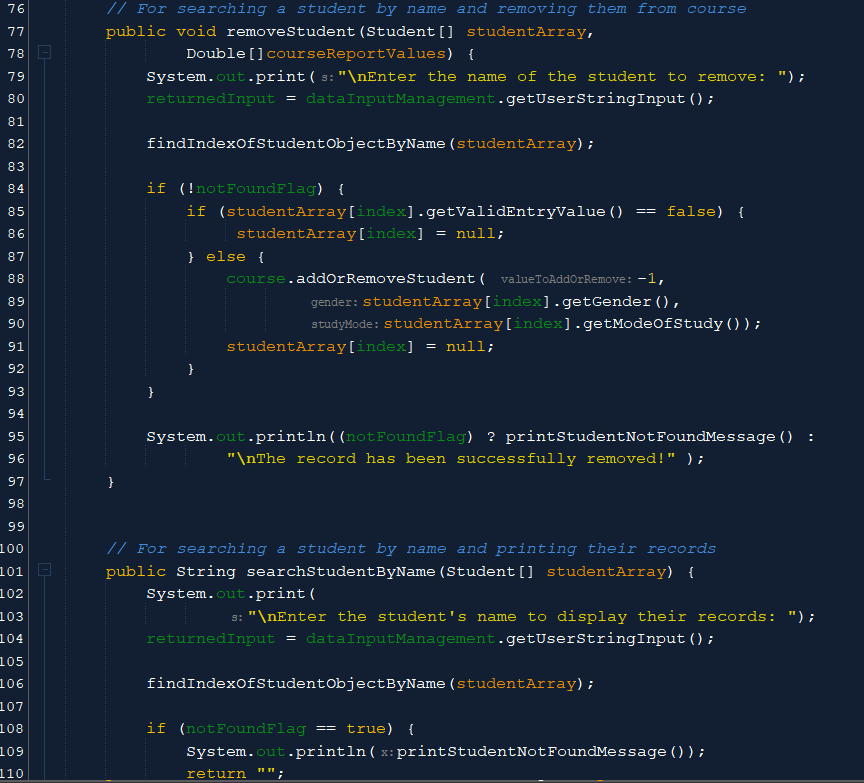 76 // For searching a student by name and removing them from course
77 public void removeStudent(Student[] studentArray,
78 Double[]courseReportValues) {
79 System.out.print( s: "\nEnter the name of the student to remove: ");
80 returnedInput = dataInputManagement.getUserStringInput();
81
82 findIndexOfStudentObjectByName(studentArray);
83
84 if (!notFoundFlag) {
85 if (studentArray[index].getValidEntryValue() == false) {
86 studentArray[index] = null;
87 } else {
88 course.addOrRemoveStudent( valueToAddOrRemove: -1,
89 gender: studentArray[index].getGender(),
90 studyMode: studentArray[index].getModeOfStudy());
91 studentArray[index] = null;
92 }
93 }
94
95 System.out.println((notFoundFlag) ? printStudentNotFoundMessage() :
96 "\nThe record has been successfully removed!" );
97 }
98
99
100 // For searching a student by name and printing their records
101 public String searchStudentByName(Student[] studentArray) {
102 System.out.print(
103 s: "\nEnter the student's name to display their records: ");
104 returnedInput = dataInputManagement.getUserStringInput();
105
106 findIndexOfStudentObjectByName(studentArray);
107
108 if (notFoundFlag == true) {
109 System.out.println( x: printStudentNotFoundMessage());
110 return "";